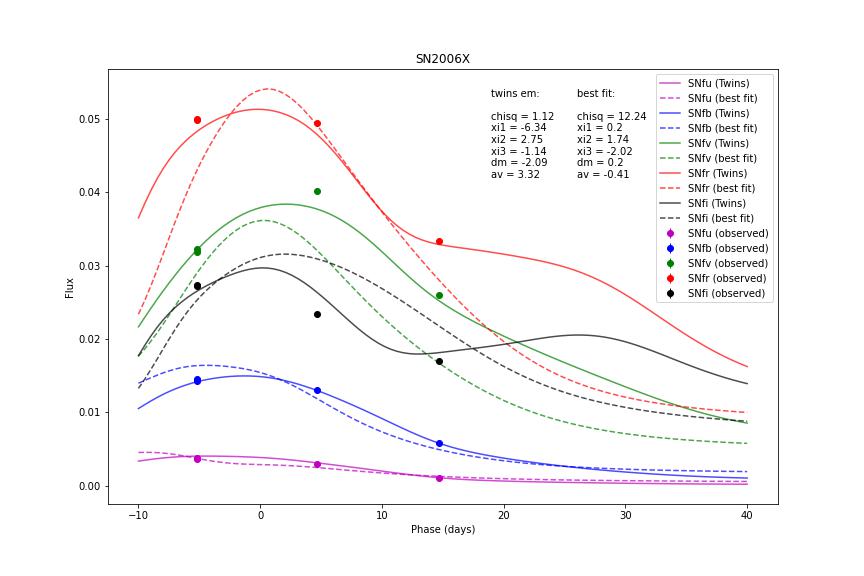 SN2006X
twins em:
chisq = 1.12
xi1 = -6.34
xi2 = 2.75
xi3 = -1.14
dm = -2.09
av = 3.32
best fit:
chisq = 12.24
xi1 = 0.2
xi2 = 1.74
xi3 = -2.02
dm = 0.2
av = -0.41
SNfu (Twins)
SNfu (best fit)
SNfb (Twins)
SNfb (best fit)
SNfv (Twins)
SNfv (best fit)
SNfr (Twins)
SNfr (best fit)
SNfi (Twins)
SNfi (best fit)
SNfu (observed)
SNfb (observed)
SNfv (observed)
SNfr (observed)
SNfi (observed)
Flux
0.05
0.04
0.03
0.02
0.01
0.00
−10
0
10
20
30
40
Phase (days)